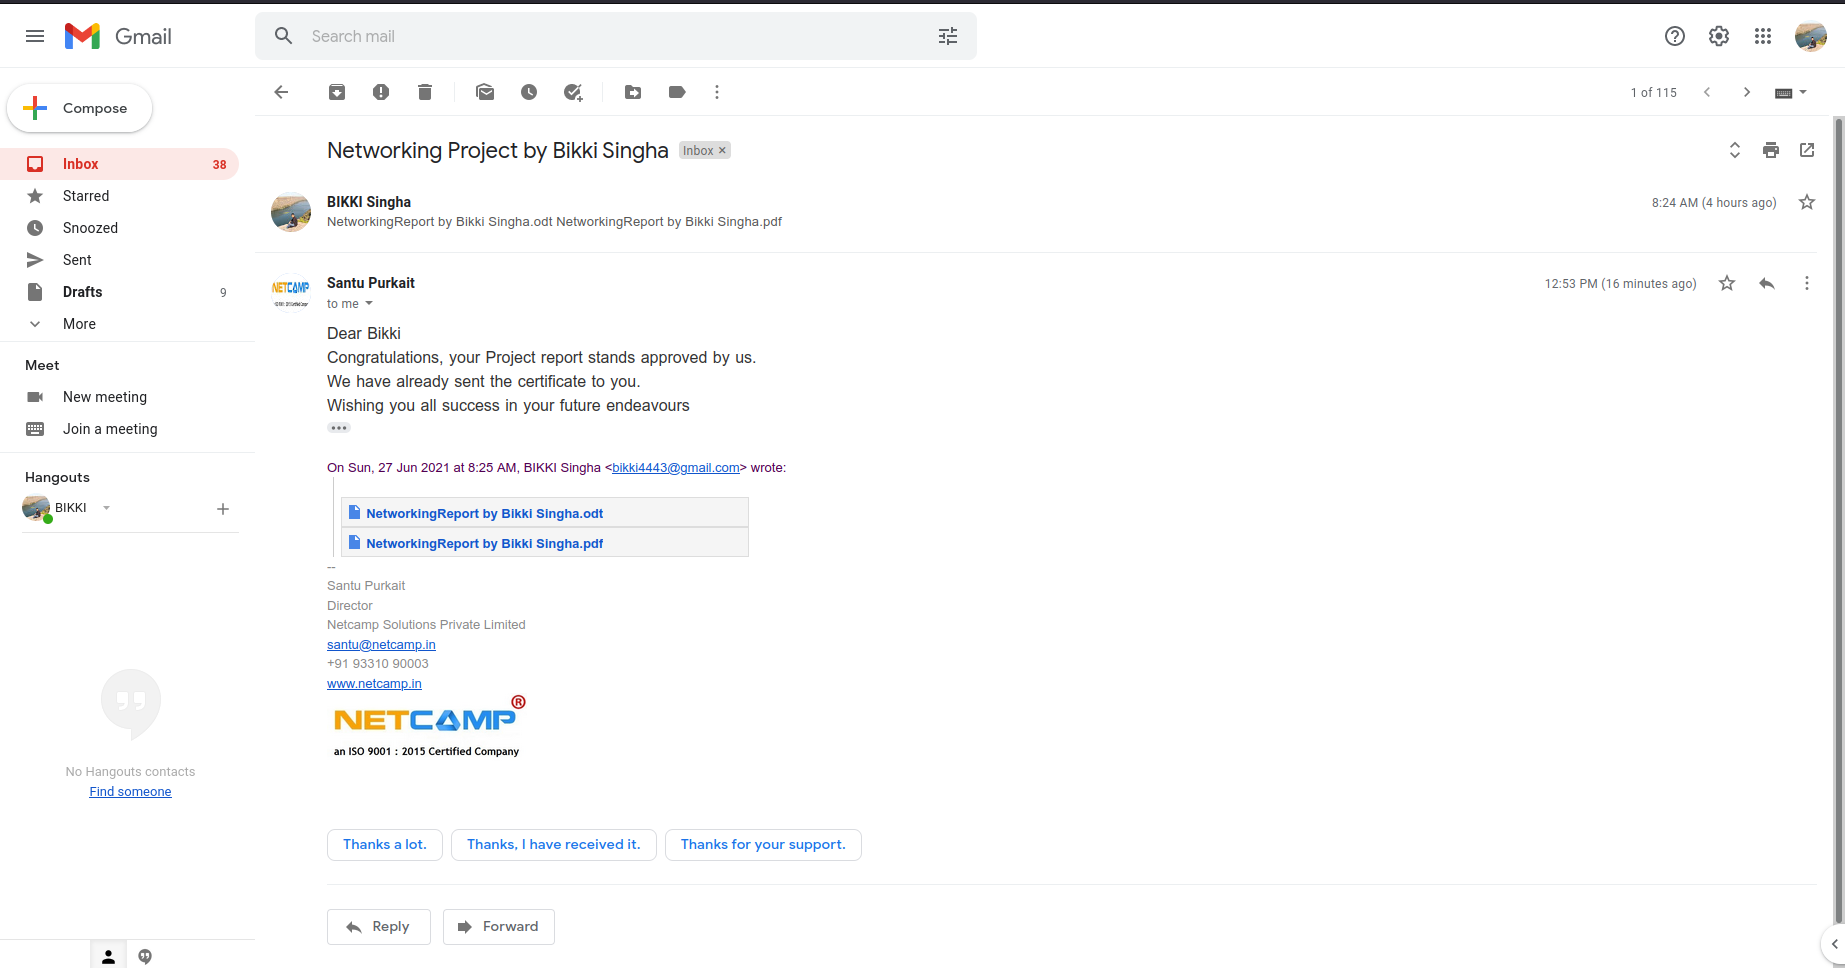 Gmail
Search mail
Compose
1 of 115
Inbox 38
Starred
Snoozed
Sent
Drafts 9
More
Meet
New meeting
Join a meeting
Hangouts
BIKKI
No Hangouts contacts
Find someone
Networking Project by Bikki Singha Inbox ×
BIKKI Singha 8:24 AM (4 hours ago)
NetworkingReport by Bikki Singha.odt NetworkingReport by Bikki Singha.pdf
NETCAMP
Santu Purkait 12:53 PM (16 minutes ago)
to me
Dear Bikki
Congratulations, your Project report stands approved by us.
We have already sent the certificate to you.
Wishing you all success in your future endeavours
On Sun, 27 Jun 2021 at 8:25 AM, BIKKI Singha <bikki4443@gmail.com> wrote:
NetworkingReport by Bikki Singha.odt
NetworkingReport by Bikki Singha.pdf
--
Santu Purkait
Director
Netcamp Solutions Private Limited
santu@netcamp.in
+91 93310 90003
www.netcamp.in
NETCAMP®
an ISO 9001 : 2015 Certified Company
Thanks a lot. Thanks, I have received it. Thanks for your support.
Reply Forward